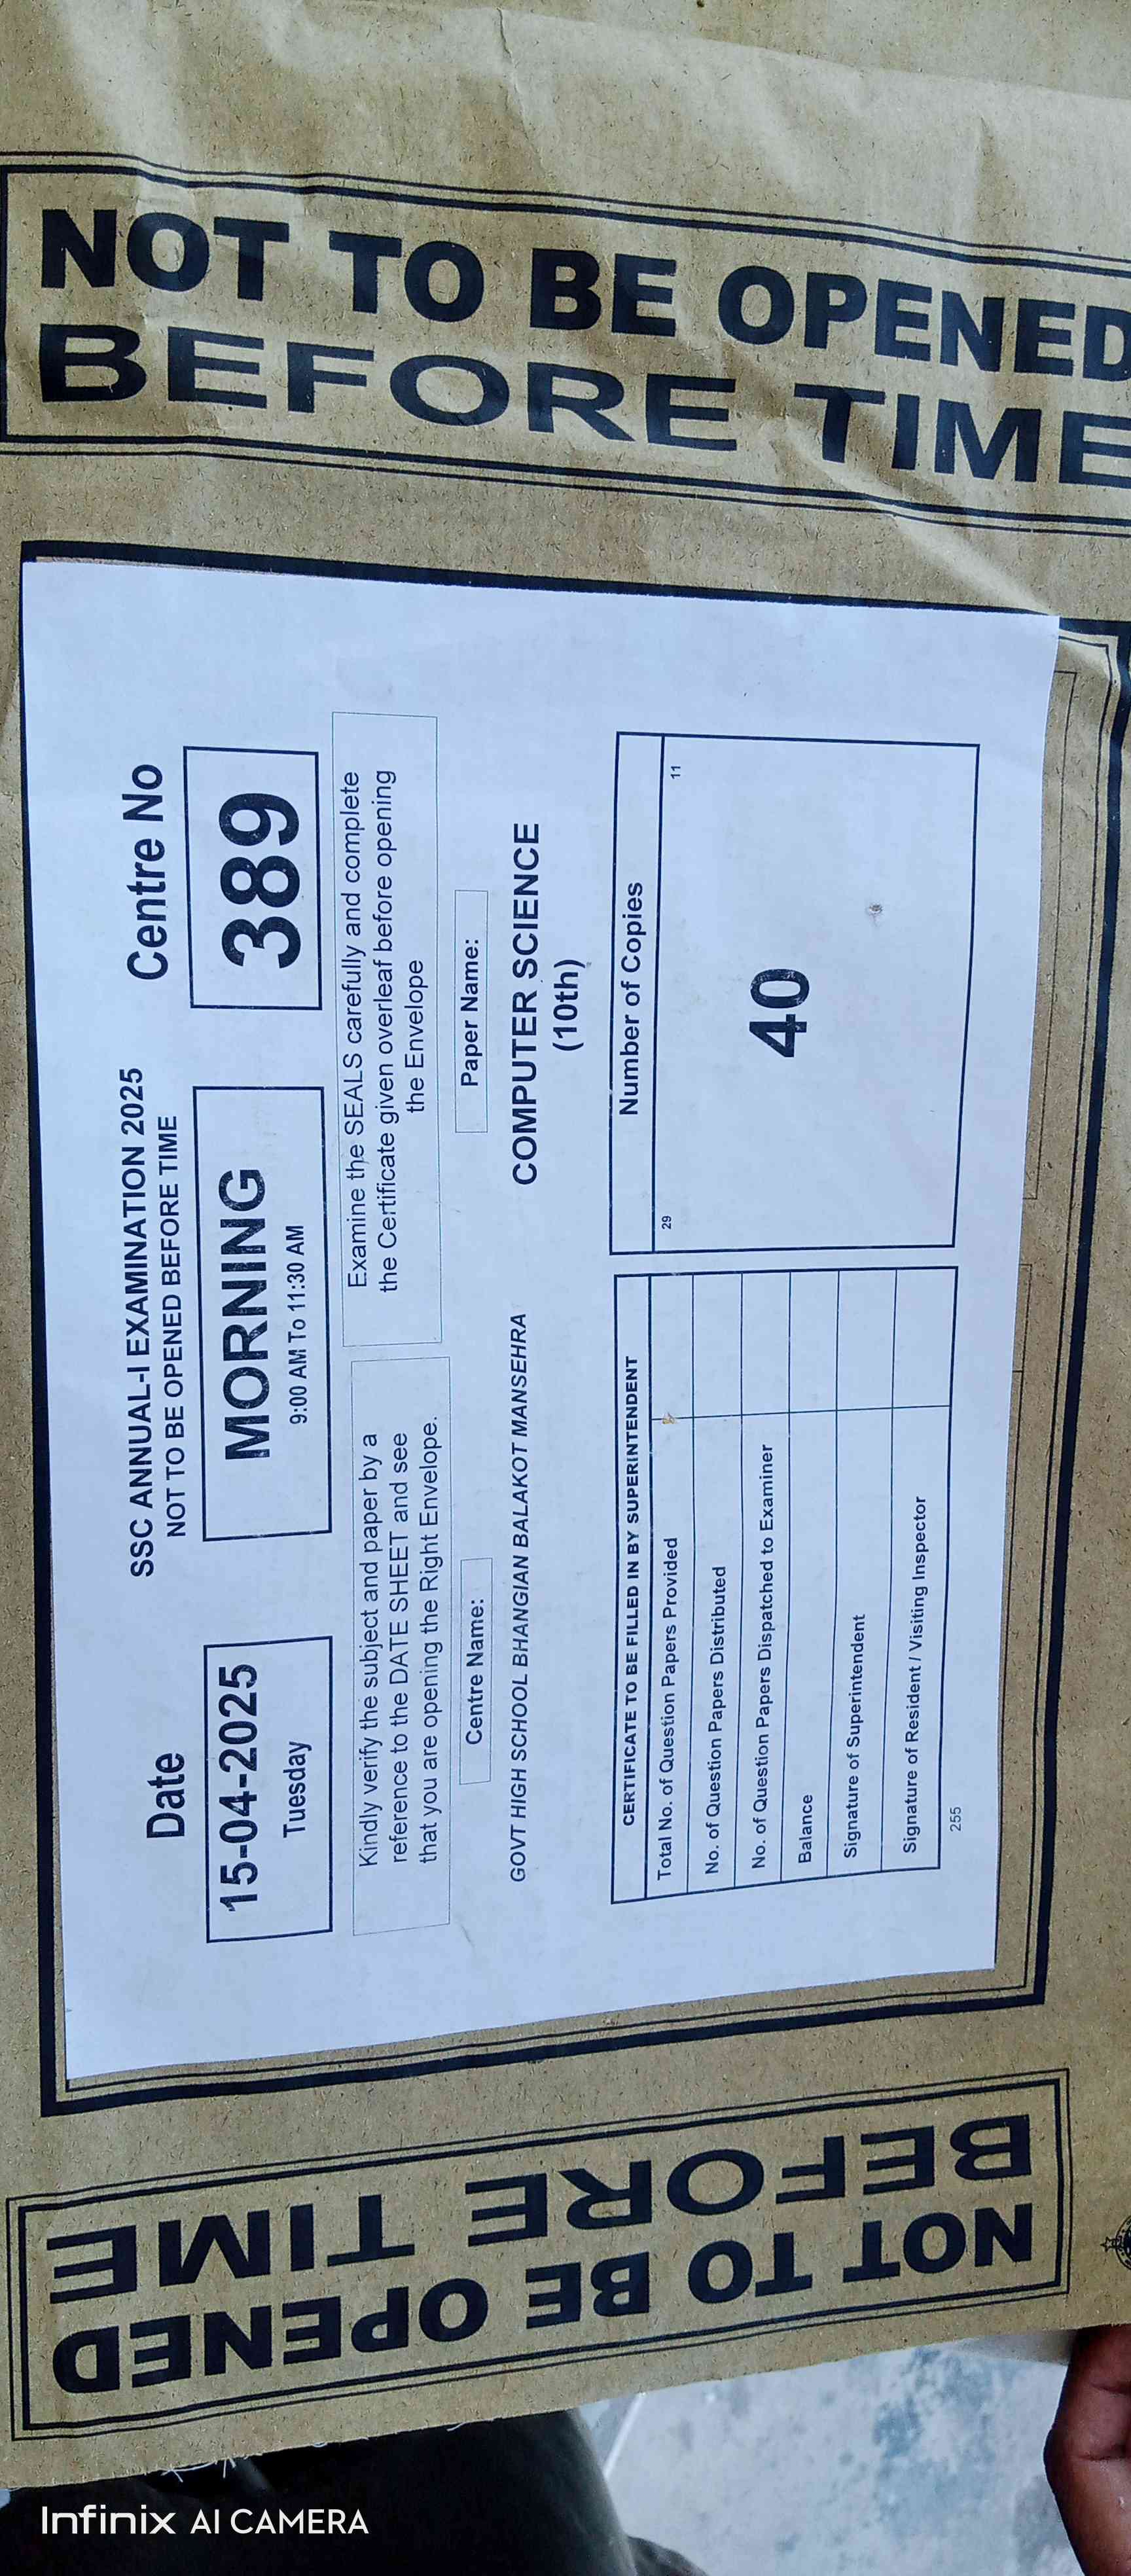 NOT TO BE OPENED
BEFORE TIME
SSC ANNUAL-I EXAMINATION 2025
NOT TO BE OPENED BEFORE TIME
Date
15-04-2025
Tuesday
MORNING
9:00 AM To 11:30 AM
Centre No
389
Kindly verify the subject and paper by a
reference to the DATE SHEET and see
that you are opening the Right Envelope.
Examine the SEALS carefully and complete
the Certificate given overleaf before opening
the Envelope
Centre Name:
GOVT HIGH SCHOOL BHANGIAN BALAKOT MANSEHRA
Paper Name:
COMPUTER SCIENCE
(10th)
CERTIFICATE TO BE FILLED IN BY SUPERINTENDENT
Total No. of Question Papers Provided
No. of Question Papers Distributed
No. of Question Papers Dispatched to Examiner
Balance
Signature of Superintendent
Signature of Resident / Visiting Inspector
255
Number of Copies
29 11
40
NOT TO BE OPENED
BEFORE TIME
Infinix AI CAMERA